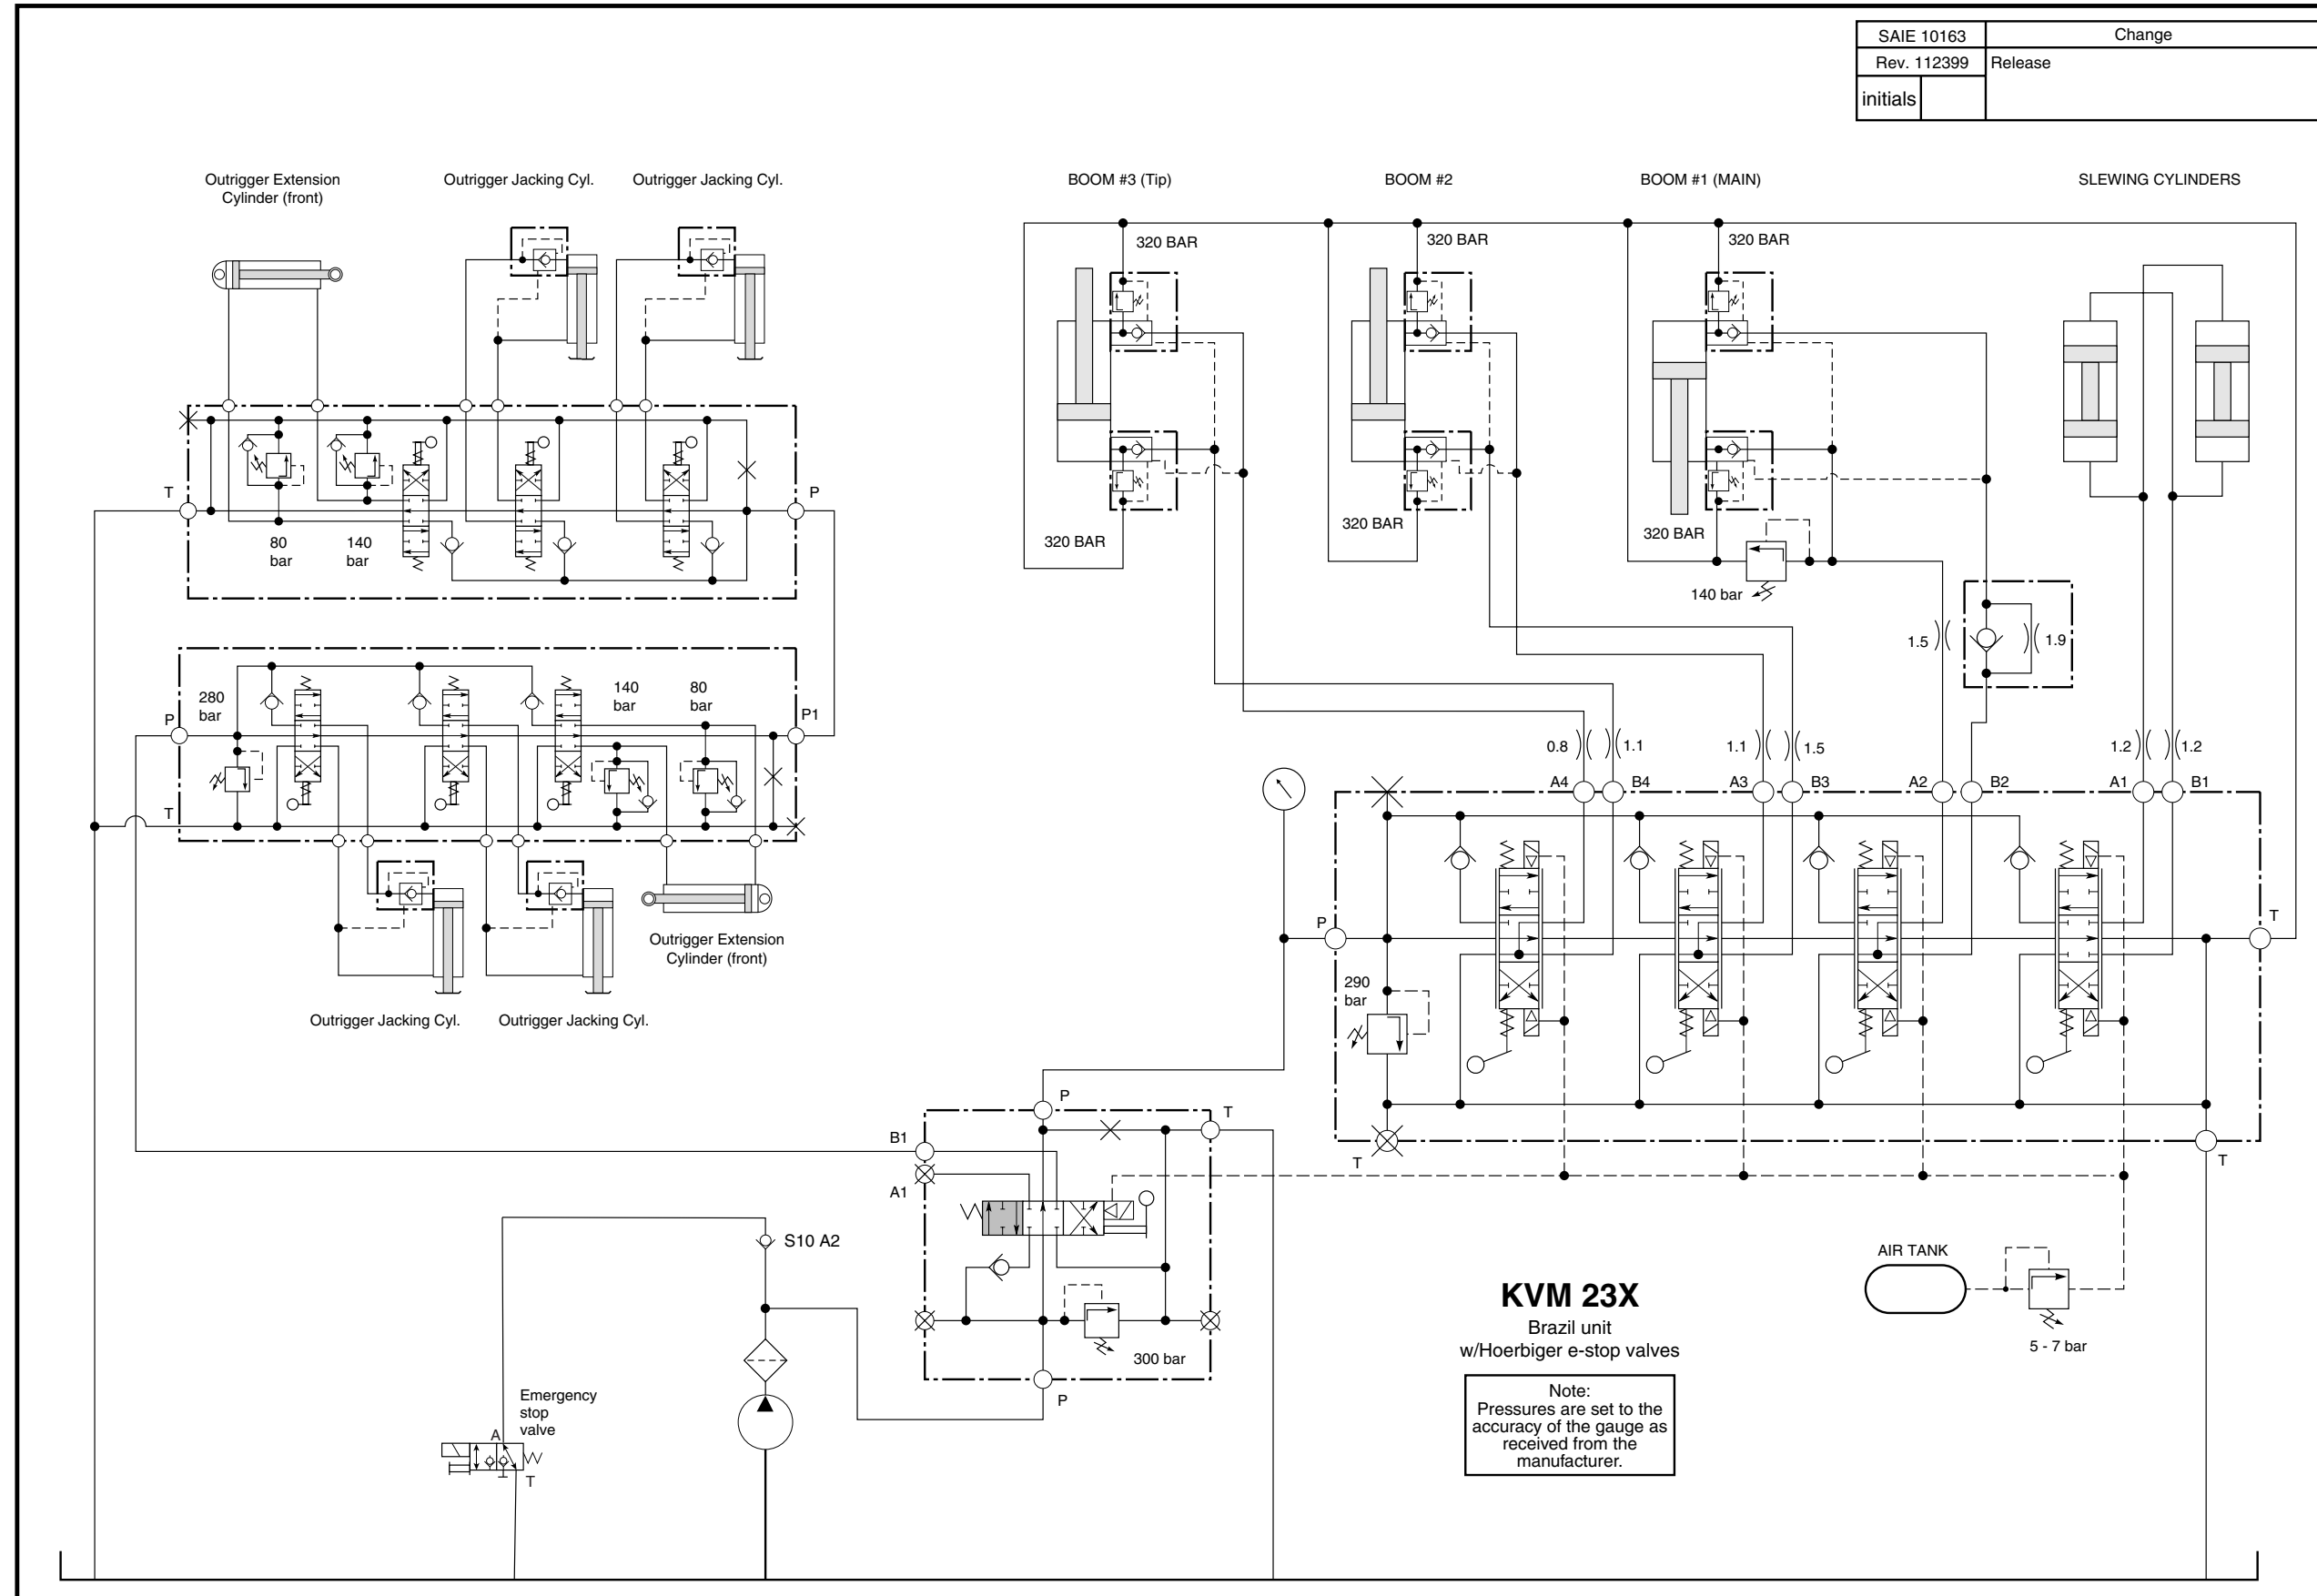 SAIE 10163
Change
Rev. 112399
Release
initials
Outrigger Extension
Cylinder (front)
Outrigger Jacking Cyl.
Outrigger Jacking Cyl.
BOOM #3 (Tip)
BOOM #2
BOOM #1 (MAIN)
SLEWING CYLINDERS
320 BAR
320 BAR
320 BAR
T
P
80
bar
140
bar
320 BAR
320 BAR
320 BAR
140 bar
1.5
1.9
280
bar
140
bar
80
bar
P
P1
T
0.8
1.1
1.1
1.5
1.2
1.2
A4
B4
A3
B3
A2
B2
A1
B1
Outrigger Extension
Cylinder (front)
Outrigger Jacking Cyl.
Outrigger Jacking Cyl.
P
T
290
bar
T
T
P
T
B1
A1
S10 A2
300 bar
P
Emergency
stop
valve
A
T
AIR TANK
5 - 7 bar
KVM 23X
Brazil unit
w/Hoerbiger e-stop valves
Note:
Pressures are set to the
accuracy of the gauge as
received from the
manufacturer.